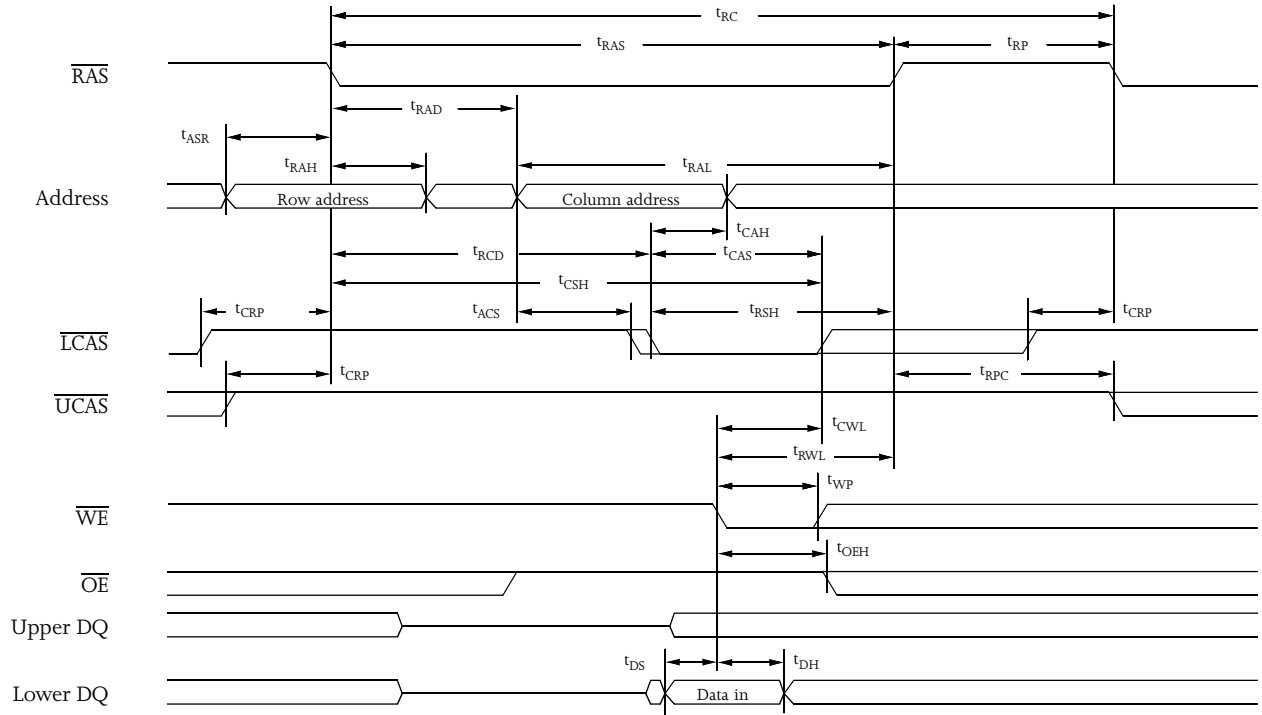 tRC
tRAS tRP
RAS
tRAD
tASR
tRAH tRAL
Address Row address Column address
tCAH
tRCD tCAS
tCSH
tCRP tACS tRSH tCRP
LCAS
tCRP tRPC
UCAS
tCWL
tRWL
tWP
WE
tOEH
OE
Upper DQ
tDS tDH
Lower DQ Data in